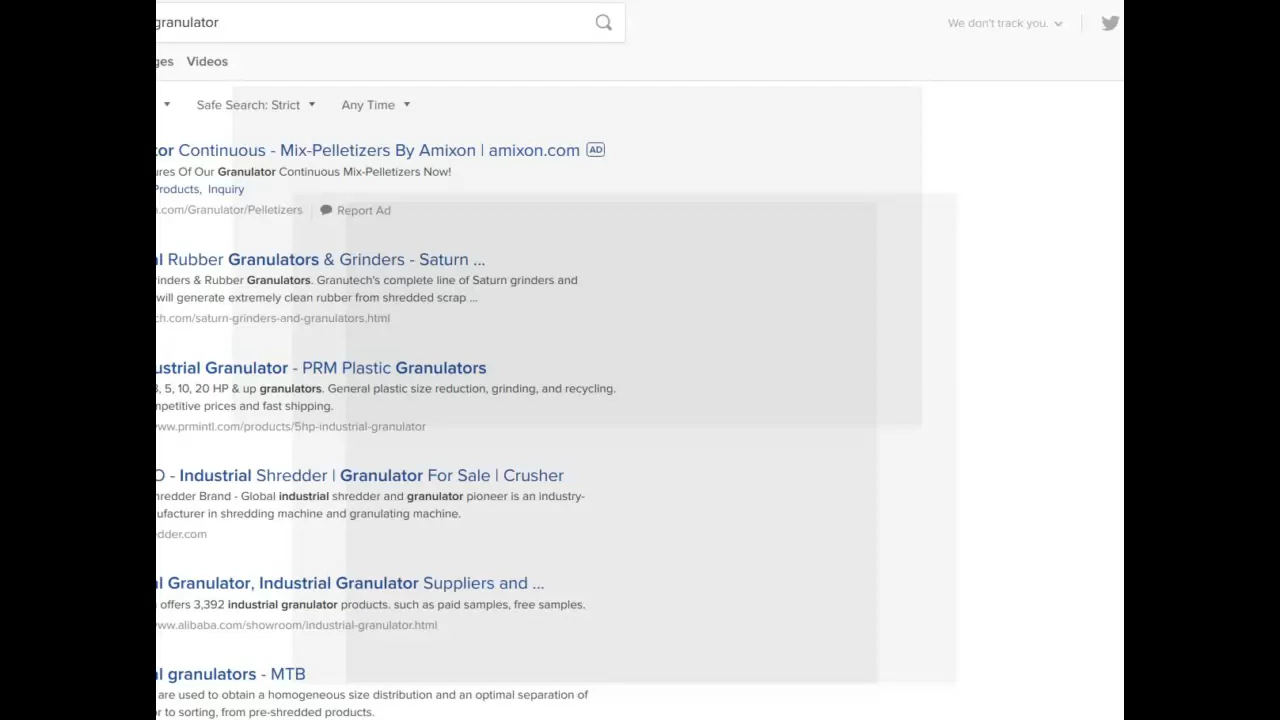 granulator
We don't track you.
ges Videos
Safe Search: Strict Any Time
or Continuous - Mix-Pelletizers By Amixon | amixon.com AD
ures Of Our Granulator Continuous Mix-Pelletizers Now!
Products, Inquiry
n.com/Granulator/Pelletizers Report Ad
al Rubber Granulators & Grinders - Saturn ...
rinders & Rubber Granulators. Granutech's complete line of Saturn grinders and
will generate extremely clean rubber from shredded scrap ...
ch.com/saturn-grinders-and-granulators.html
ustrial Granulator - PRM Plastic Granulators
3, 5, 10, 20 HP & up granulators. General plastic size reduction, grinding, and recycling.
mpetitive prices and fast shipping.
www.prmintl.com/products/5hp-industrial-granulator
O - Industrial Shredder | Granulator For Sale | Crusher
hredder Brand - Global industrial shredder and granulator pioneer is an industry-
ufacturer in shredding machine and granulating machine.
edder.com
al Granulator, Industrial Granulator Suppliers and ...
offers 3,392 industrial granulator products. such as paid samples, free samples.
www.alibaba.com/showroom/industrial-granulator.html
al granulators - MTB
are used to obtain a homogeneous size distribution and an optimal separation of
or to sorting, from pre-shredded products.